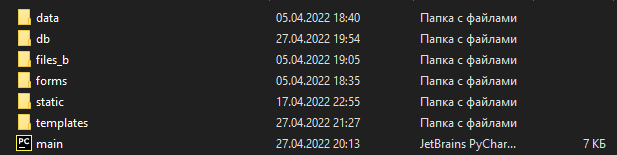 data 05.04.2022 18:40 Папка с файлами
db 27.04.2022 19:54 Папка с файлами
files_b 05.04.2022 19:05 Папка с файлами
forms 05.04.2022 18:35 Папка с файлами
static 17.04.2022 22:55 Папка с файлами
templates 27.04.2022 21:27 Папка с файлами
PC main 27.04.2022 20:13 JetBrains PyChar... 7 КБ